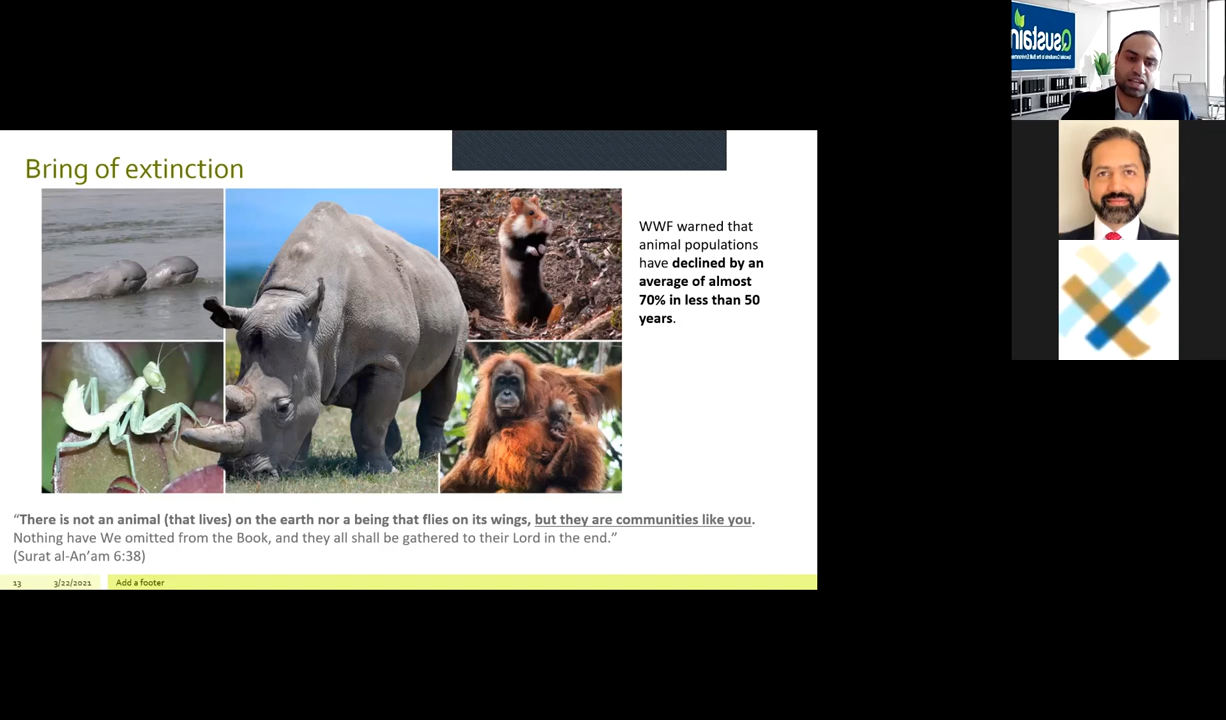 Bring of extinction
WWF warned that
animal populations
have declined by an
average of almost
70% in less than 50
years.
“There is not an animal (that lives) on the earth nor a being that flies on its wings, but they are communities like you.
Nothing have We omitted from the Book, and they all shall be gathered to their Lord in the end.”
(Surat al-An’am 6:38)
13 3/22/2021 Add a footer
Qsustain